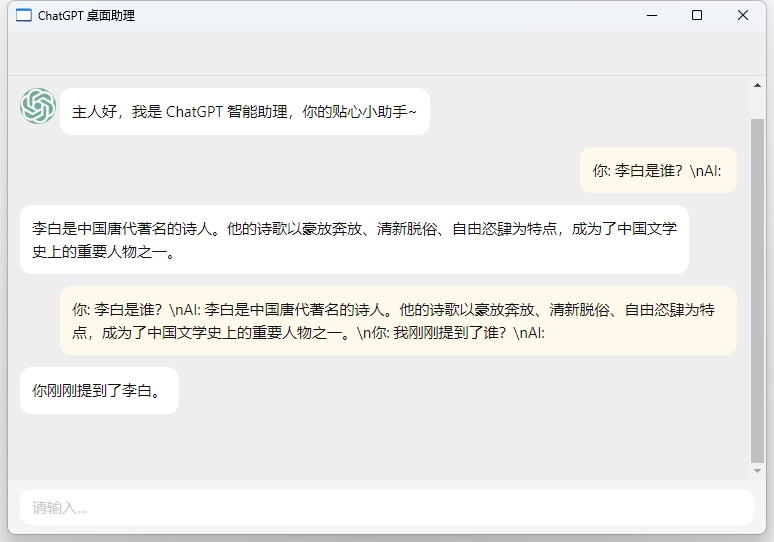 ChatGPT 桌面助理
主人好，我是 ChatGPT 智能助理，你的贴心小助手~
你: 李白是谁？\nAI:
李白是中国唐代著名的诗人。他的诗歌以豪放奔放、清新脱俗、自由恣肆为特点，成为了中国文学
史上的重要人物之一。
你: 李白是谁？\nAI: 李白是中国唐代著名的诗人。他的诗歌以豪放奔放、清新脱俗、自由恣肆为特
点，成为了中国文学史上的重要人物之一。\n你: 我刚刚提到了谁？\nAI:
你刚刚提到了李白。
请输入...